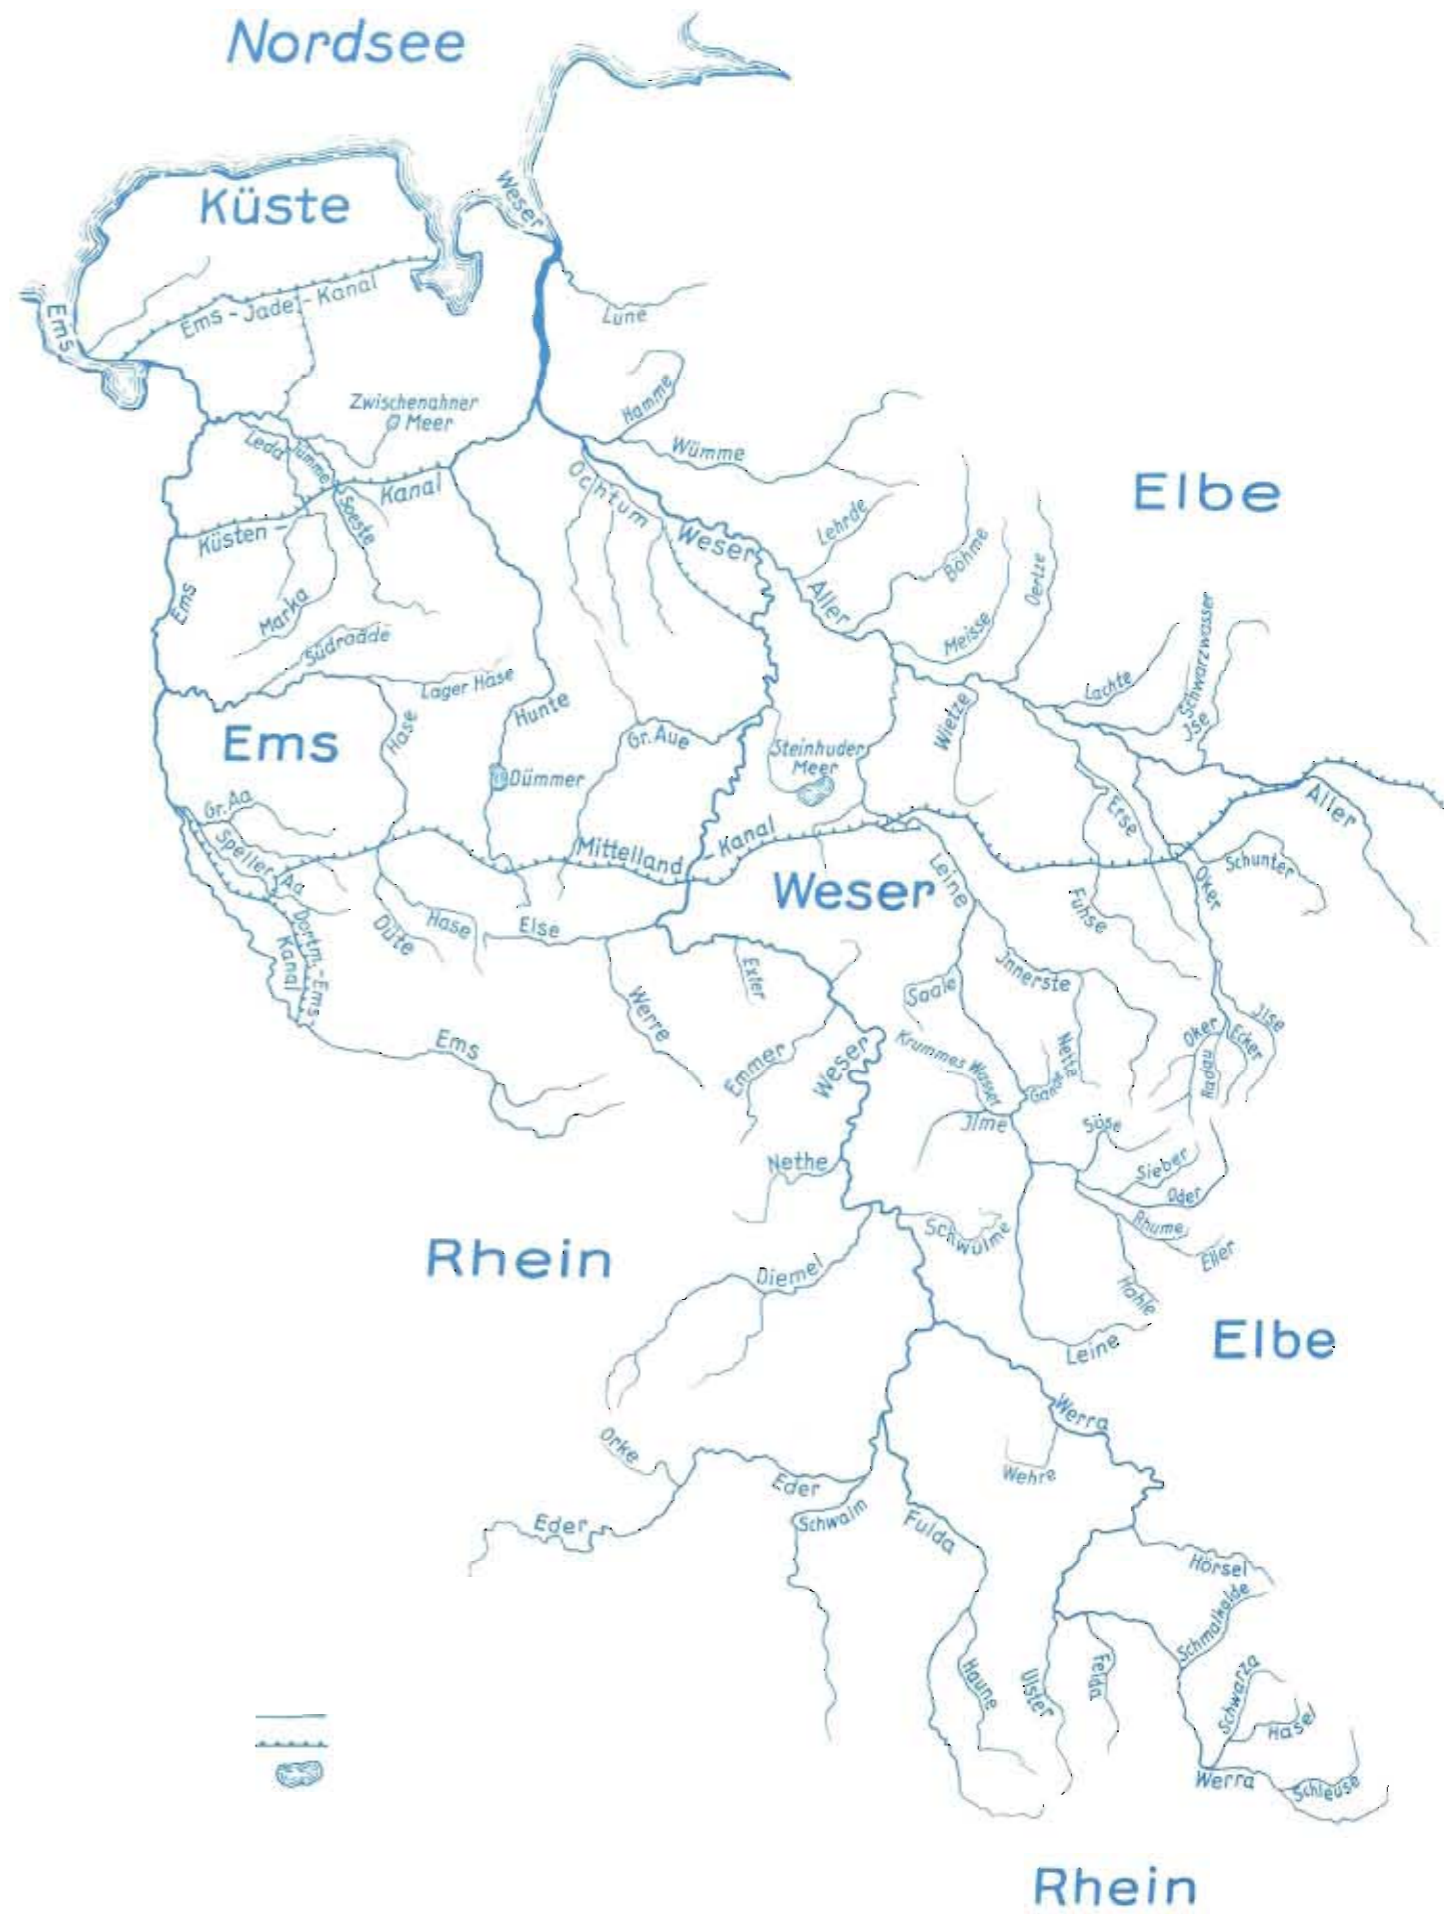 Nordsee
Küste
Weser
Ems
Ems - Jade - Kanal
Lune
Zwischenahner
Meer
Hamme
Wümme
Leda
Jümme
Soeste
Küsten - Kanal
Ochtum
Elbe
Weser
Lehrde
Böhme
Oertze
Aller
Meisse
Ems
Marka
Südradde
Lager Hase
Hase
Hunte
Lachte
Schwarzwasser
Jse
Wietze
Ems
Gr. Aue
Steinhuder
Meer
Dümmer
Gr. Aa
Speller Aa
Mittelland - Kanal
Erse
Aller
Schunter
Oker
Weser
Leine
Fuhse
Hase
Else
Düte
Dortm. - Ems
Kanal
Exter
Werre
Ems
Emmer
Weser
Saale
Innerste
Krummes Wasser
Nette
Gande
Jlme
Oker
Radau
Ecker
Jlse
Söse
Sieber
Oder
Rhume
Eller
Hahle
Nethe
Schwülme
Rhein
Diemel
Leine
Elbe
Orke
Eder
Eder
Schwalm
Fulda
Werra
Wehre
Hörsel
Schmalkalde
Haune
Ulster
Felda
Schwarza
Hasel
Werra
Schleuse
Rhein